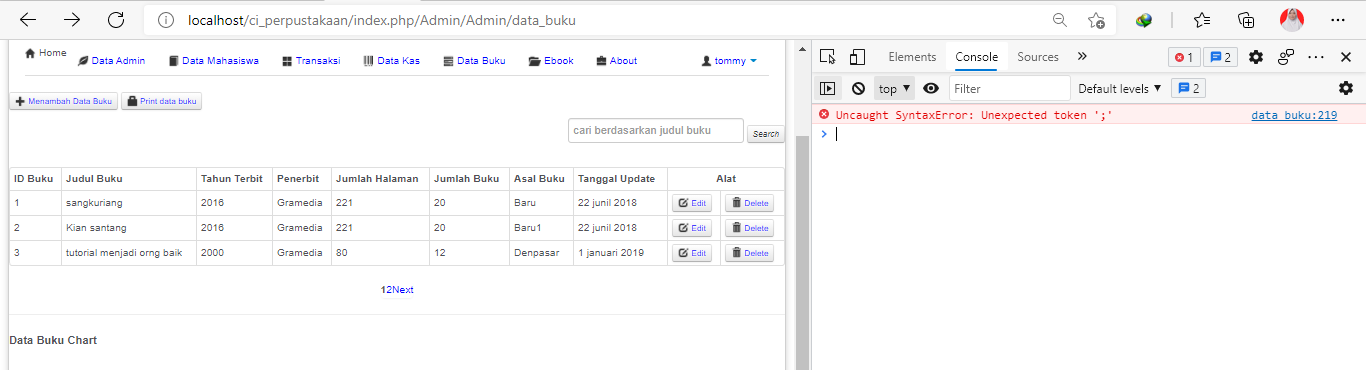 localhost/ci_perpustakaan/index.php/Admin/Admin/data_buku
Home Data Admin Data Mahasiswa Transaksi Data Kas Data Buku Ebook About tommy
Menambah Data Buku Print data buku
cari berdasarkan judul buku Search
ID Buku Judul Buku Tahun Terbit Penerbit Jumlah Halaman Jumlah Buku Asal Buku Tanggal Update Alat
1 sangkuriang 2016 Gramedia 221 20 Baru 22 junil 2018 Edit Delete
2 Kian santang 2016 Gramedia 221 20 Baru1 22 junil 2018 Edit Delete
3 tutorial menjadi orng baik 2000 Gramedia 80 12 Denpasar 1 januari 2019 Edit Delete
12Next
Data Buku Chart
Elements Console Sources 1 2
top Filter Default levels 2
Uncaught SyntaxError: Unexpected token ';' data buku:219